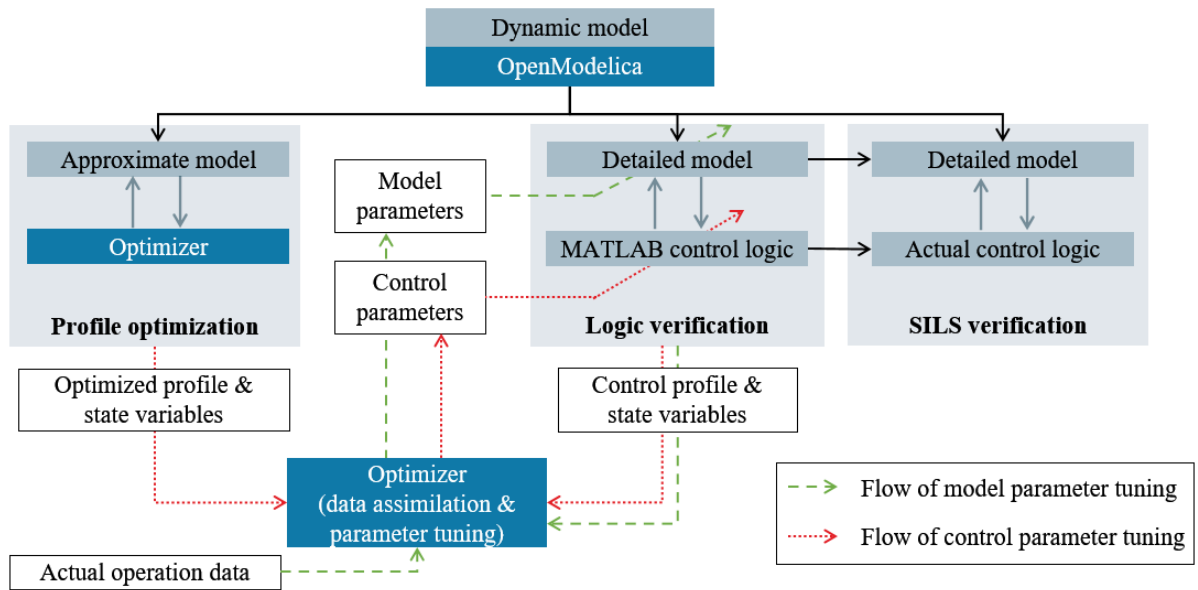 Dynamic model
OpenModelica
Approximate model
Optimizer
Profile optimization
Model
parameters
Control
parameters
Detailed model
MATLAB control logic
Logic verification
Detailed model
Actual control logic
SILS verification
Optimized profile &
state variables
Control profile &
state variables
Optimizer
(data assimilation &
parameter tuning)
Actual operation data
Flow of model parameter tuning
Flow of control parameter tuning